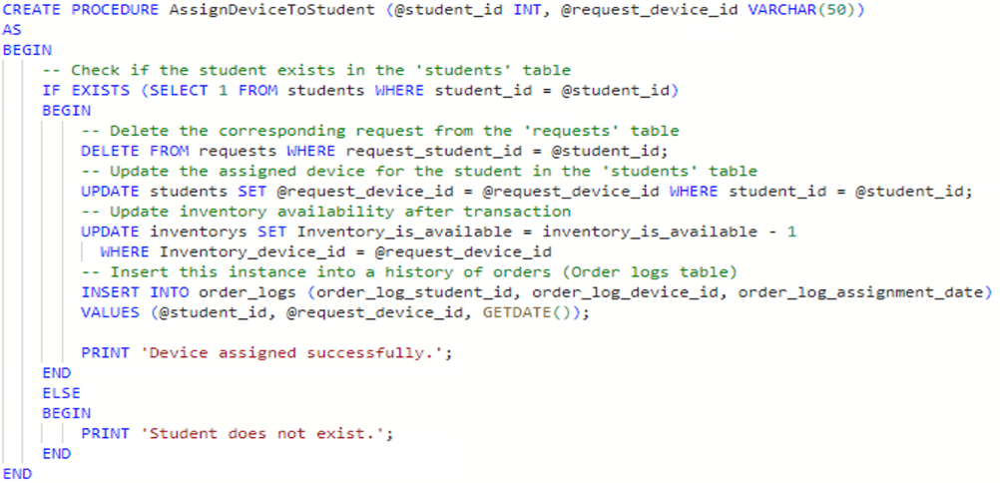 CREATE PROCEDURE AssignDeviceToStudent (@student_id INT, @request_device_id VARCHAR(50))
AS
BEGIN
-- Check if the student exists in the 'students' table
IF EXISTS (SELECT 1 FROM students WHERE student_id = @student_id)
BEGIN
-- Delete the corresponding request from the 'requests' table
DELETE FROM requests WHERE request_student_id = @student_id;
-- Update the assigned device for the student in the 'students' table
UPDATE students SET @request_device_id = @request_device_id WHERE student_id = @student_id;
-- Update inventory availability after transaction
UPDATE inventorys SET Inventory_is_available = inventory_is_available - 1
WHERE Inventory_device_id = @request_device_id
-- Insert this instance into a history of orders (Order logs table)
INSERT INTO order_logs (order_log_student_id, order_log_device_id, order_log_assignment_date)
VALUES (@student_id, @request_device_id, GETDATE());
PRINT 'Device assigned successfully.';
END
ELSE
BEGIN
PRINT 'Student does not exist.';
END
END